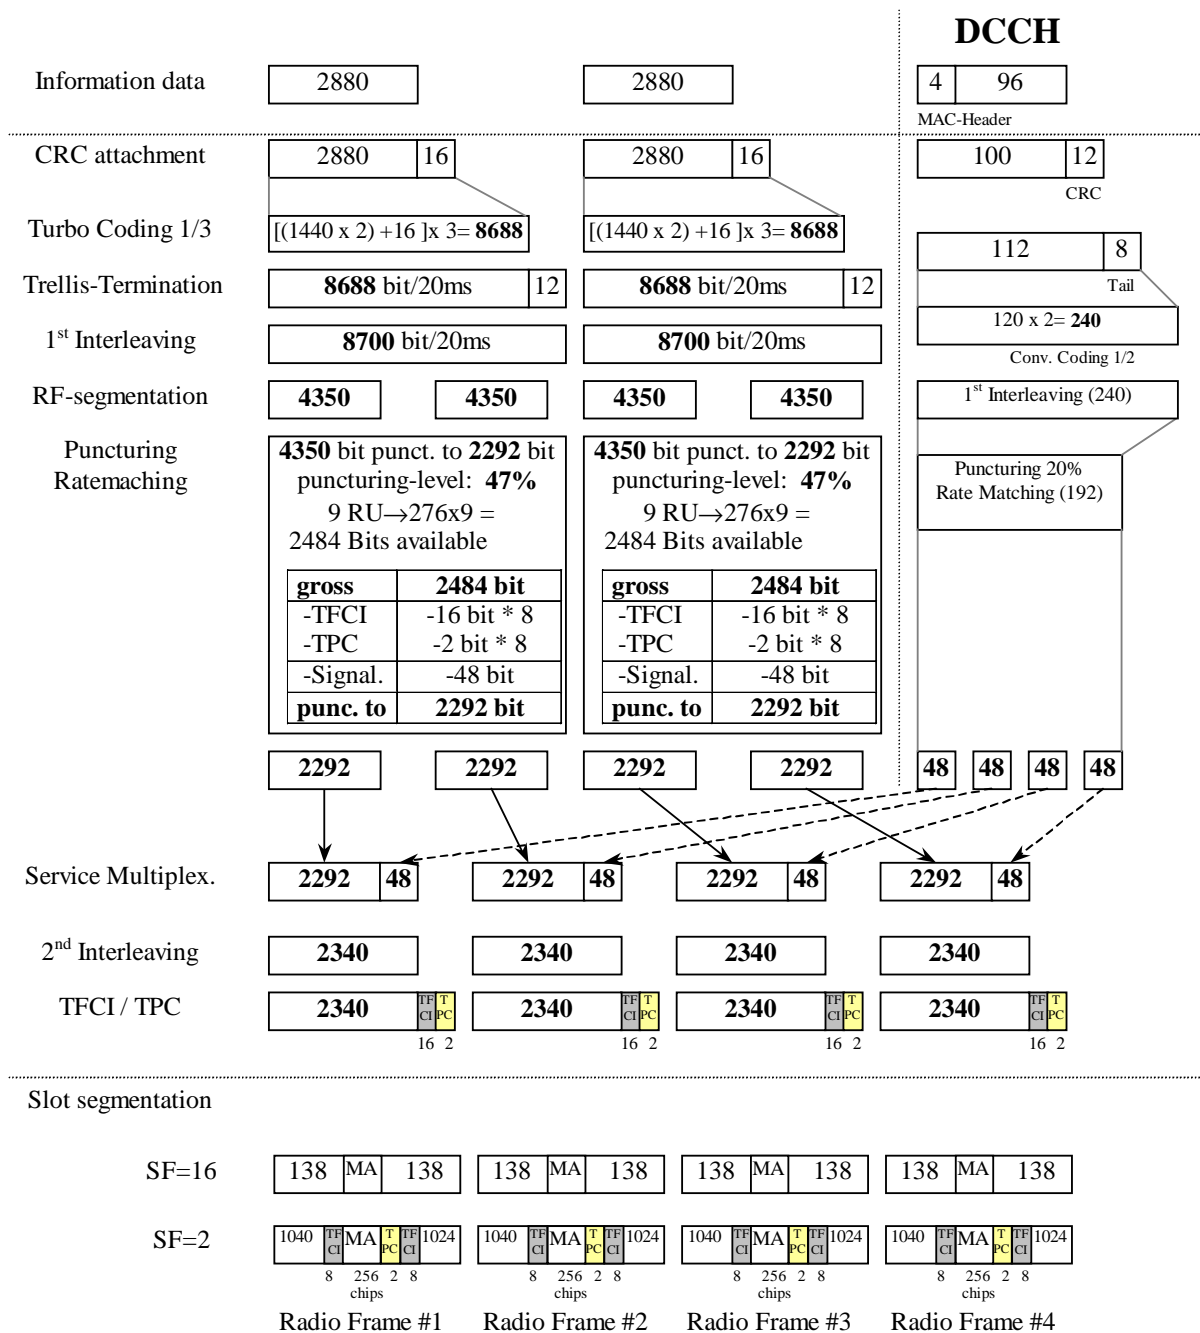 DCCH
Information data 2880 2880 4 96
MAC-Header
CRC attachment 2880 16 2880 16 100 12
CRC
Turbo Coding 1/3 [(1440 x 2) +16 ]x 3= 8688 [(1440 x 2) +16 ]x 3= 8688
112 8
Tail
Trellis-Termination 8688 bit/20ms 12 8688 bit/20ms 12
120 x 2= 240
Conv. Coding 1/2
1st Interleaving 8700 bit/20ms 8700 bit/20ms
RF-segmentation 4350 4350 4350 4350 1st Interleaving (240)
Puncturing
Ratemaching
4350 bit punct. to 2292 bit
puncturing-level: 47%
9 RU→276x9 =
2484 Bits available
gross 2484 bit
-TFCI -16 bit * 8
-TPC -2 bit * 8
-Signal. -48 bit
punc. to 2292 bit
4350 bit punct. to 2292 bit
puncturing-level: 47%
9 RU→276x9 =
2484 Bits available
gross 2484 bit
-TFCI -16 bit * 8
-TPC -2 bit * 8
-Signal. -48 bit
punc. to 2292 bit
Puncturing 20%
Rate Matching (192)
2292 2292 2292 2292 48 48 48 48
Service Multiplex. 2292 48 2292 48 2292 48 2292 48
2nd Interleaving 2340 2340 2340 2340
TFCI / TPC 2340 TF CI T PC 2340 TF CI T PC 2340 TF CI T PC 2340 TF CI T PC
16 2 16 2 16 2 16 2
Slot segmentation
SF=16 138 MA 138 138 MA 138 138 MA 138 138 MA 138
SF=2 1040 TF CI MA T PC TF CI 1024 1040 TF CI MA T PC TF CI 1024 1040 TF CI MA T PC TF CI 1024 1040 TF CI MA T PC TF CI 1024
8 256 2 8 8 256 2 8 8 256 2 8 8 256 2 8
chips chips chips chips
Radio Frame #1 Radio Frame #2 Radio Frame #3 Radio Frame #4